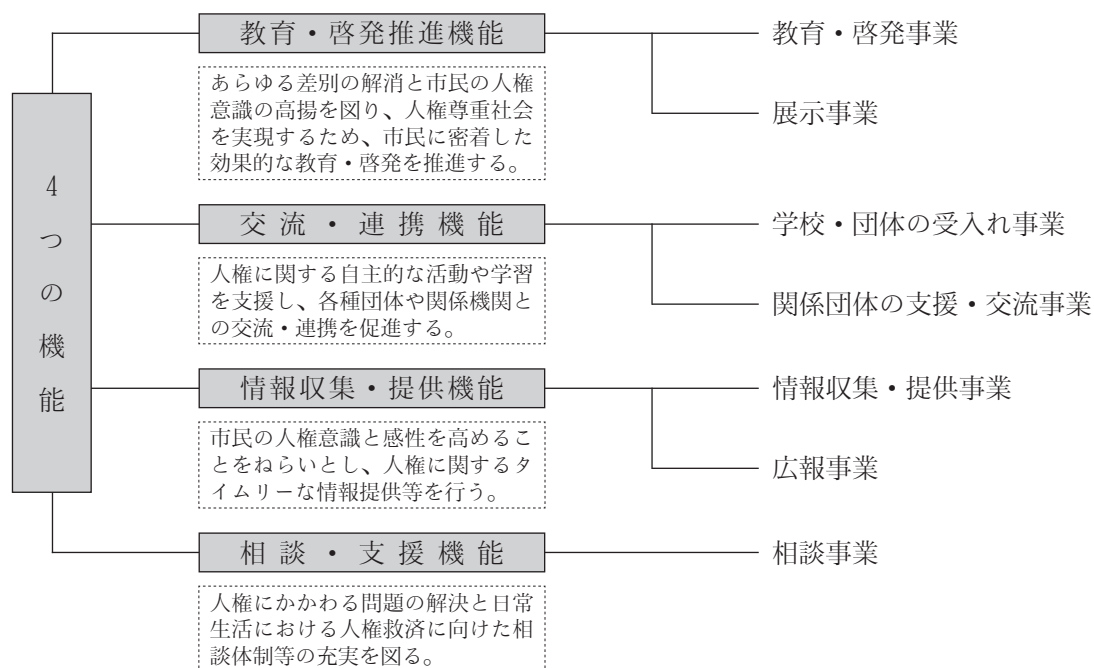 4つの機能
教育・啓発推進機能
あらゆる差別の解消と市民の人権
意識の高揚を図り、人権尊重社会
を実現するため、市民に密着した
効果的な教育・啓発を推進する。
教育・啓発事業
展示事業
交流・連携機能
人権に関する自主的な活動や学習
を支援し、各種団体や関係機関と
の交流・連携を促進する。
学校・団体の受入れ事業
関係団体の支援・交流事業
情報収集・提供機能
市民の人権意識と感性を高めるこ
とをねらいとし、人権に関するタ
イムリーな情報提供等を行う。
情報収集・提供事業
広報事業
相談・支援機能
人権にかかわる問題の解決と日常
生活における人権救済に向けた相
談体制等の充実を図る。
相談事業